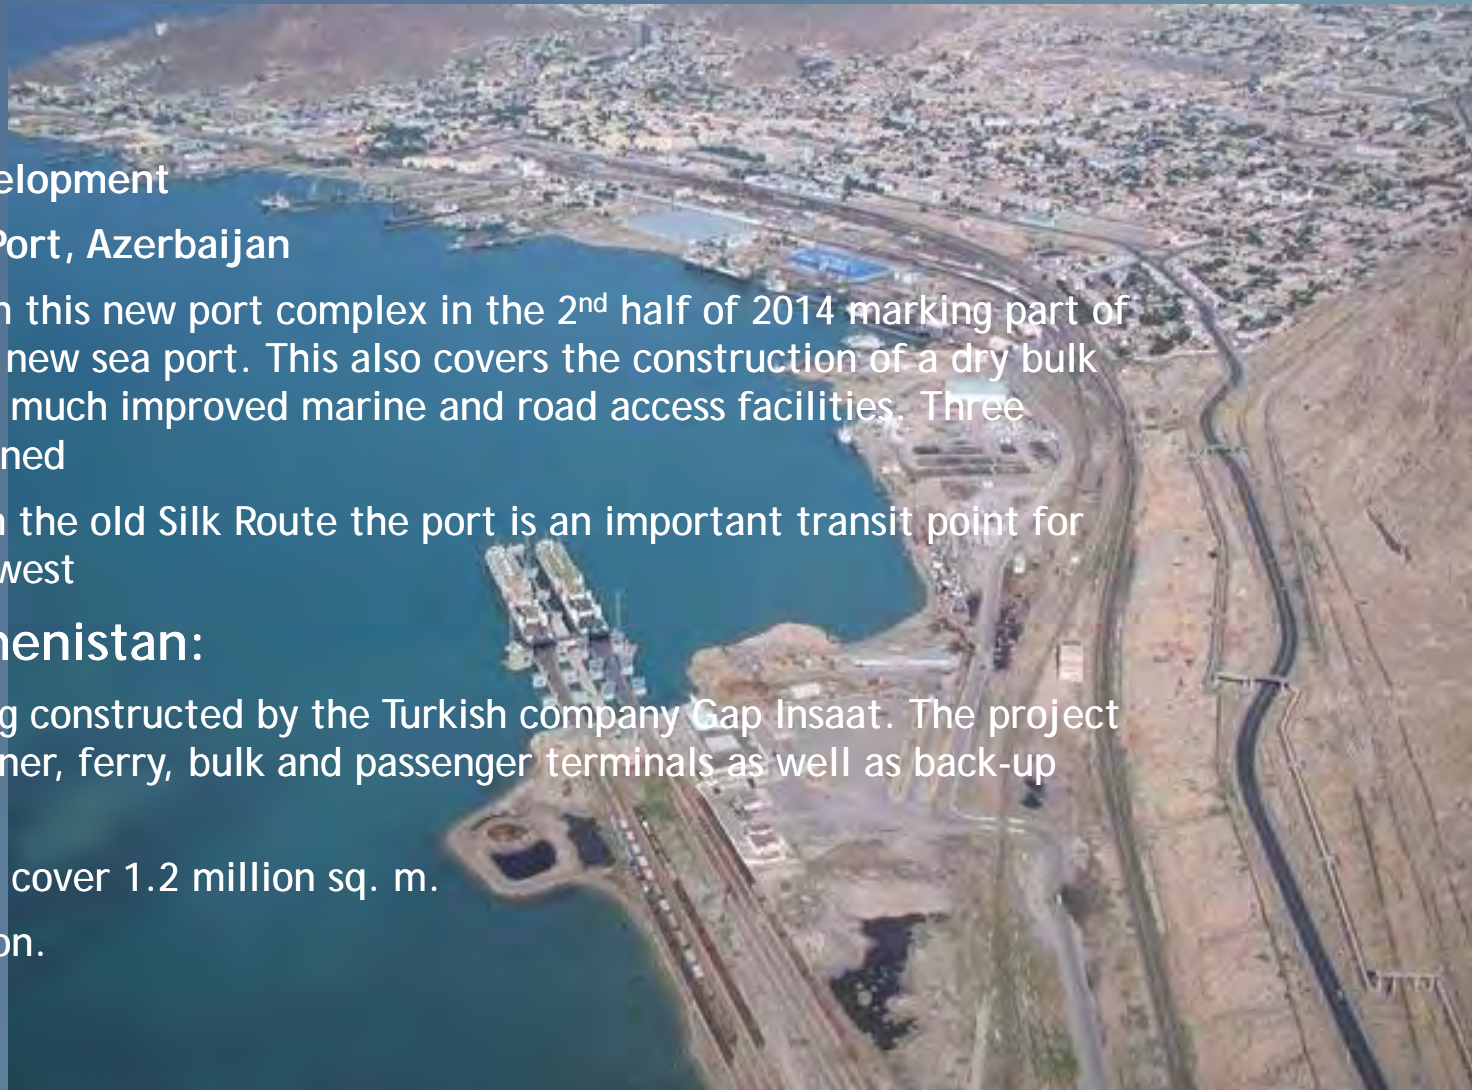 elopment
Port, Azerbaijan
n this new port complex in the 2nd half of 2014 marking part of
new sea port. This also covers the construction of a dry bulk
much improved marine and road access facilities. Three
ned
n the old Silk Route the port is an important transit point for
west
nenistan:
g constructed by the Turkish company Gap Insaat. The project
ner, ferry, bulk and passenger terminals as well as back-up
cover 1.2 million sq. m.
on.